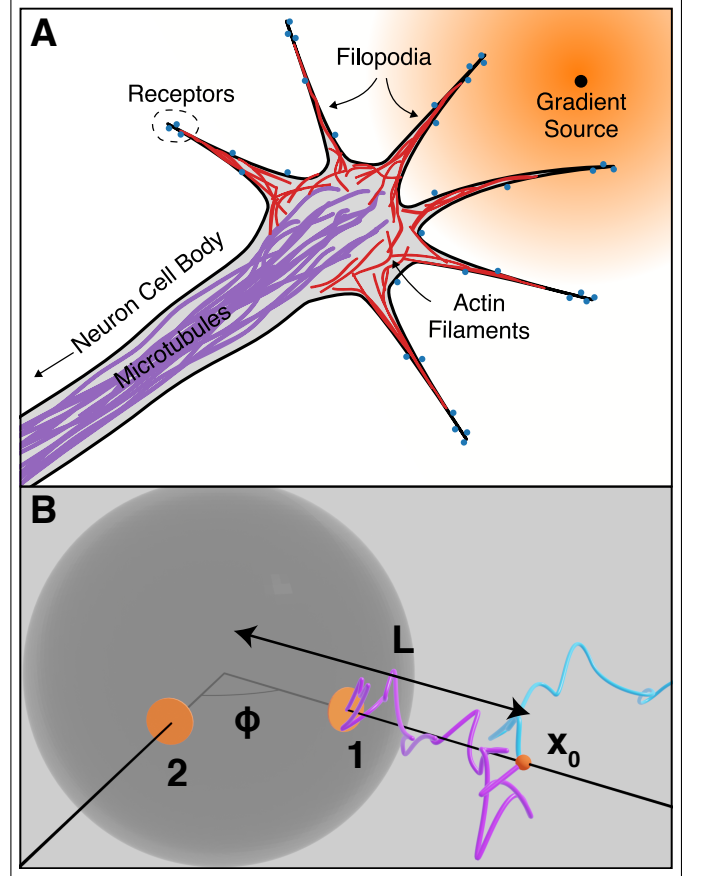 A
Filopodia
Receptors
Gradient
Source
Neuron Cell Body
Microtubules
Actin
Filaments
B
L
ϕ
x₀
1
2